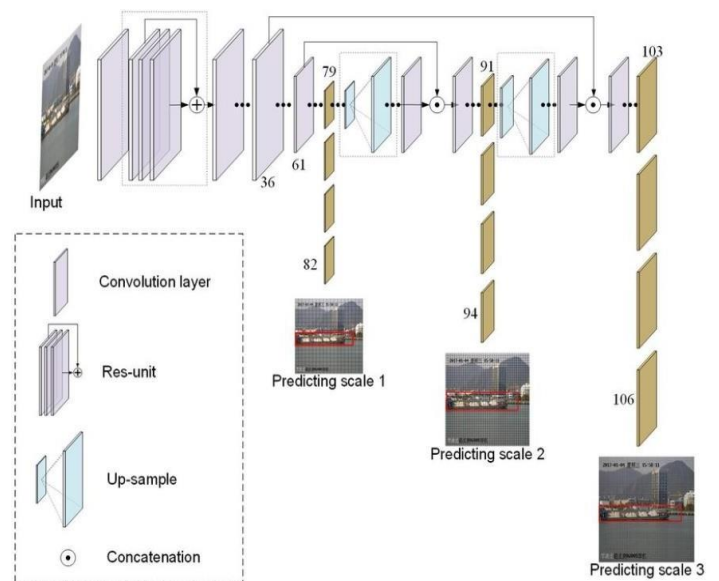 103
79
91
36
61
Input
82
94
106
Predicting scale 1
Predicting scale 2
Predicting scale 3
Convolution layer
Res-unit
Up-sample
Concatenation